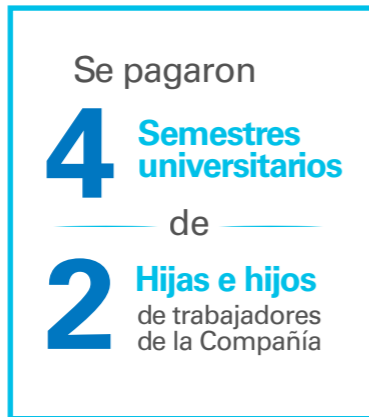 Se pagaron
4 Semestres
universitarios
de
2 Hijas e hijos
de trabajadores
de la Compañía